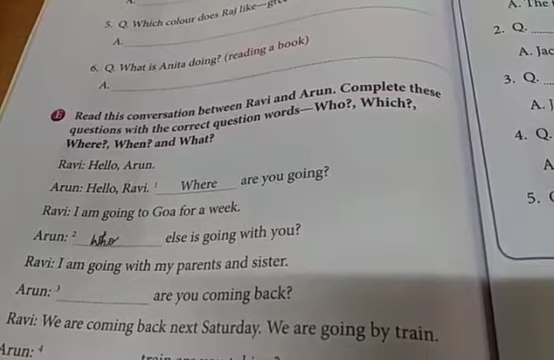 A.
5. Q. Which colour does Raj like—
A.
6. Q. What is Anita doing? (reading a book)
A.
E Read this conversation between Ravi and Arun. Complete these
questions with the correct question words—Who?, Which?,
Where?, When? and What?
Ravi: Hello, Arun.
Arun: Hello, Ravi. 1 Where are you going?
Ravi: I am going to Goa for a week.
Arun: 2 Who else is going with you?
Ravi: I am going with my parents and sister.
Arun: 3 are you coming back?
Ravi: We are coming back next Saturday. We are going by train.
Arun: 4 train
A. The
2. Q.
A. Jac
3. Q.
A. J
4. Q.
A
5.